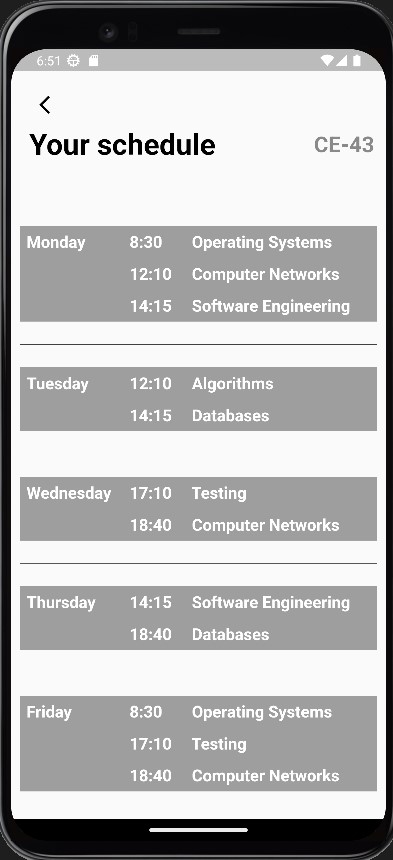 6:51
Your schedule CE-43
Monday 8:30 Operating Systems
12:10 Computer Networks
14:15 Software Engineering
Tuesday 12:10 Algorithms
14:15 Databases
Wednesday 17:10 Testing
18:40 Computer Networks
Thursday 14:15 Software Engineering
18:40 Databases
Friday 8:30 Operating Systems
17:10 Testing
18:40 Computer Networks